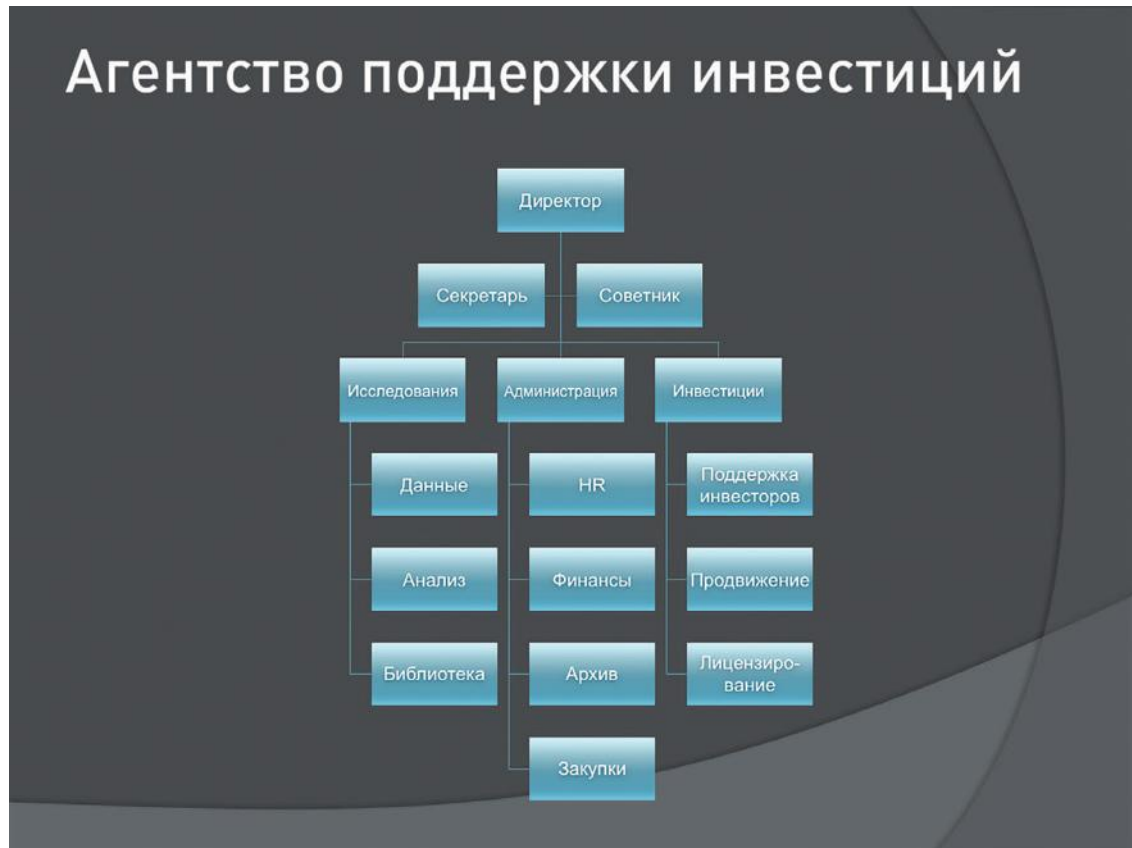 Агентство поддержки инвестиций
Директор
Секретарь
Советник
Исследования
Администрация
Инвестиции
Данные
HR
Поддержка
инвесторов
Анализ
Финансы
Продвижение
Библиотека
Архив
Лицензиро-
вание
Закупки